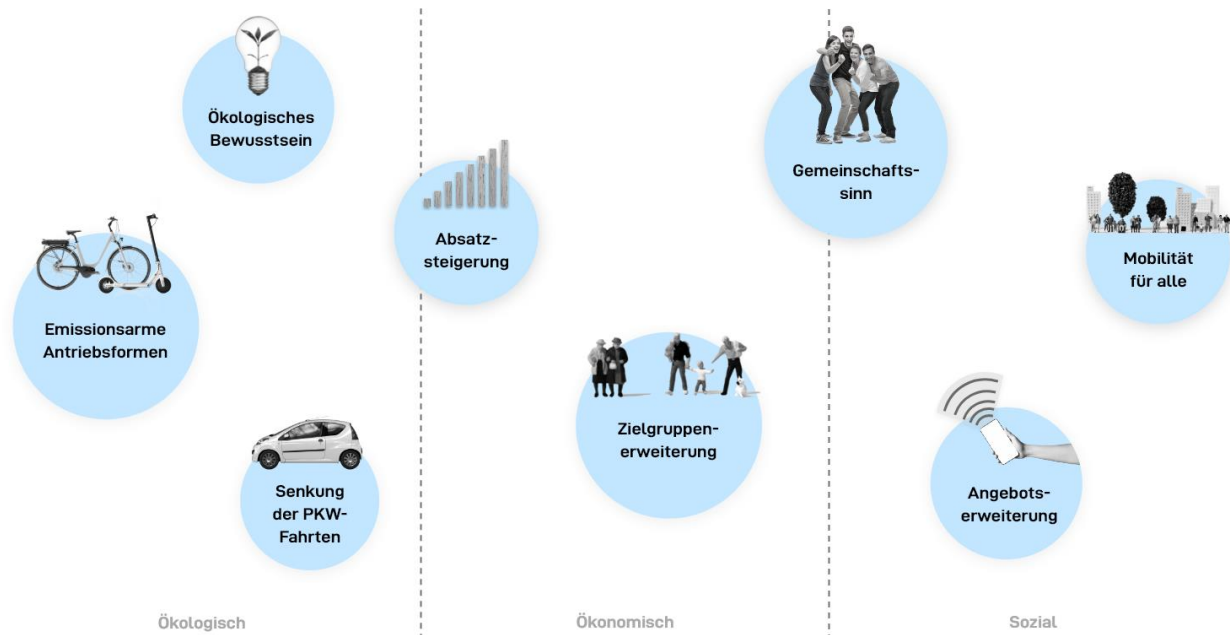 Ökologisches
Bewusstsein
Emissionsarme
Antriebsformen
Senkung
der PKW-
Fahrten
Absatz-
steigerung
Zielgruppen-
erweiterung
Gemeinschafts-
sinn
Mobilität
für alle
Angebots-
erweiterung
Ökologisch
Ökonomisch
Sozial